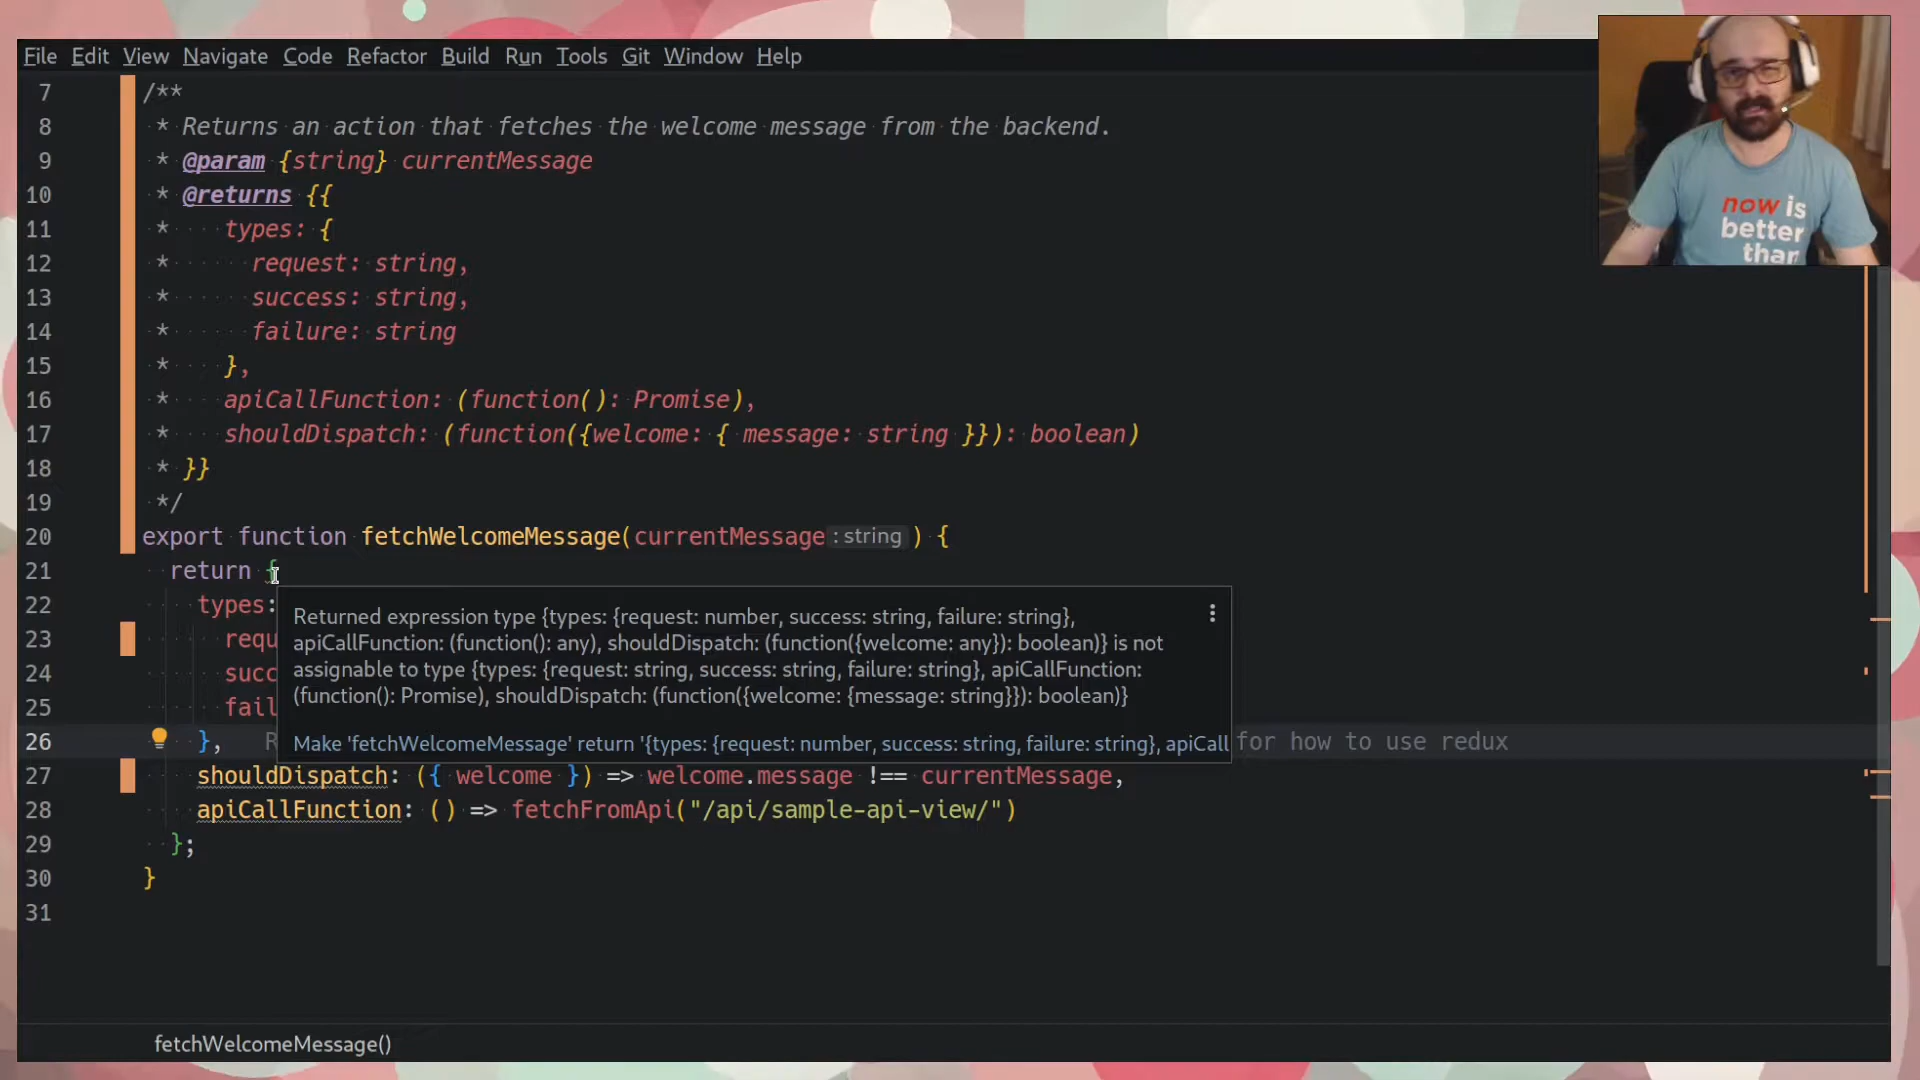 File Edit View Navigate Code Refactor Build Run Tools Git Window Help
7 /**
8 * Returns an action that fetches the welcome message from the backend.
9 * @param {string} currentMessage
10 * @returns {{
11 * types: {
12 * request: string,
13 * success: string,
14 * failure: string
15 * },
16 * apiCallFunction: (function(): Promise),
17 * shouldDispatch: (function({welcome: { message: string }}): boolean)
18 * }}
19 */
20 export function fetchWelcomeMessage(currentMessage : string ) {
21 return {
22 types:
23 requ
24 succ
25 fail
26 }, R for how to use redux
27 shouldDispatch: ({ welcome }) => welcome.message !== currentMessage,
28 apiCallFunction: () => fetchFromApi("/api/sample-api-view/")
29 };
30 }
31
Returned expression type {types: {request: number, success: string, failure: string},
apiCallFunction: (function(): any), shouldDispatch: (function({welcome: any}): boolean)} is not
assignable to type {types: {request: string, success: string, failure: string}, apiCallFunction:
(function(): Promise), shouldDispatch: (function({welcome: {message: string}}): boolean)}
Make 'fetchWelcomeMessage' return '{types: {request: number, success: string, failure: string}, apiCall
fetchWelcomeMessage()
now is
better
than